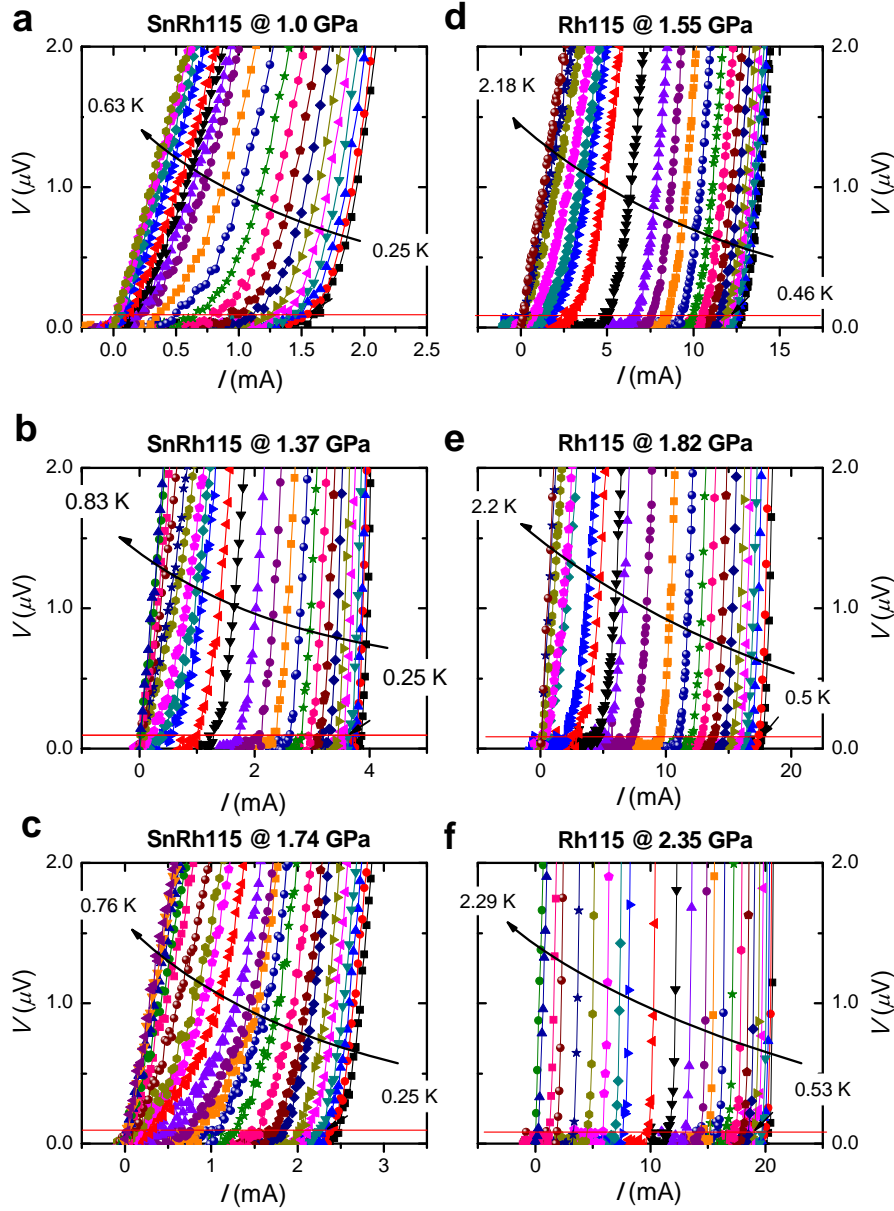 a
SnRh115 @ 1.0 GPa
2.0
1.0
0.0
V (μV)
0.63 K
0.25 K
0.0 0.5 1.0 1.5 2.0 2.5
I (mA)
d
Rh115 @ 1.55 GPa
2.18 K
0.46 K
2.0
1.0
0.0
V (μV)
0 5 10 15
I (mA)
b
SnRh115 @ 1.37 GPa
2.0
1.0
0.0
V (μV)
0.83 K
0.25 K
0 2 4
I (mA)
e
Rh115 @ 1.82 GPa
2.2 K
0.5 K
2.0
1.0
0.0
V (μV)
0 10 20
I (mA)
c
SnRh115 @ 1.74 GPa
2.0
1.0
0.0
V (μV)
0.76 K
0.25 K
0 1 2 3
I (mA)
f
Rh115 @ 2.35 GPa
2.29 K
0.53 K
2.0
1.0
0.0
V (μV)
0 10 20
I (mA)